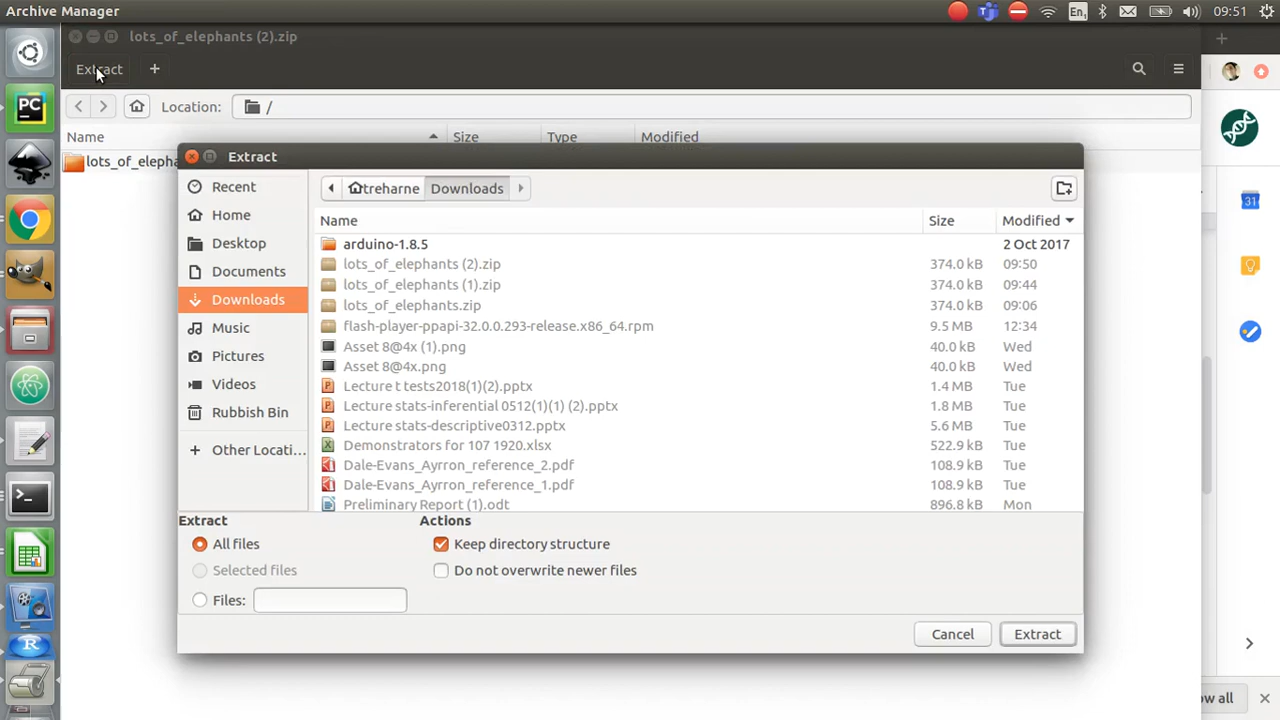 Archive Manager
En₁
09:51
lots_of_elephants (2).zip
Extract
+
Location: /
Name Size Type Modified
lots_of_elepha
Extract
Recent
Home
Desktop
Documents
Downloads
Music
Pictures
Videos
Rubbish Bin
+ Other Locati...
treharne Downloads
Name Size Modified
arduino-1.8.5 2 Oct 2017
lots_of_elephants (2).zip 374.0 kB 09:50
lots_of_elephants (1).zip 374.0 kB 09:44
lots_of_elephants.zip 374.0 kB 09:06
flash-player-ppapi-32.0.0.293-release.x86_64.rpm 9.5 MB 12:34
Asset 8@4x (1).png 40.0 kB Wed
Asset 8@4x.png 40.0 kB Wed
Lecture t tests2018(1)(2).pptx 1.4 MB Tue
Lecture stats-inferential 0512(1)(1) (2).pptx 1.8 MB Tue
Lecture stats-descriptive0312.pptx 5.6 MB Tue
Demonstrators for 107 1920.xlsx 522.9 kB Tue
Dale-Evans_Ayrron_reference_2.pdf 108.9 kB Tue
Dale-Evans_Ayrron_reference_1.pdf 108.9 kB Tue
Preliminary Report (1).odt 896.8 kB Mon
Extract
All files
Selected files
Files:
Actions
Keep directory structure
Do not overwrite newer files
Cancel Extract
PC
R
31
ow all